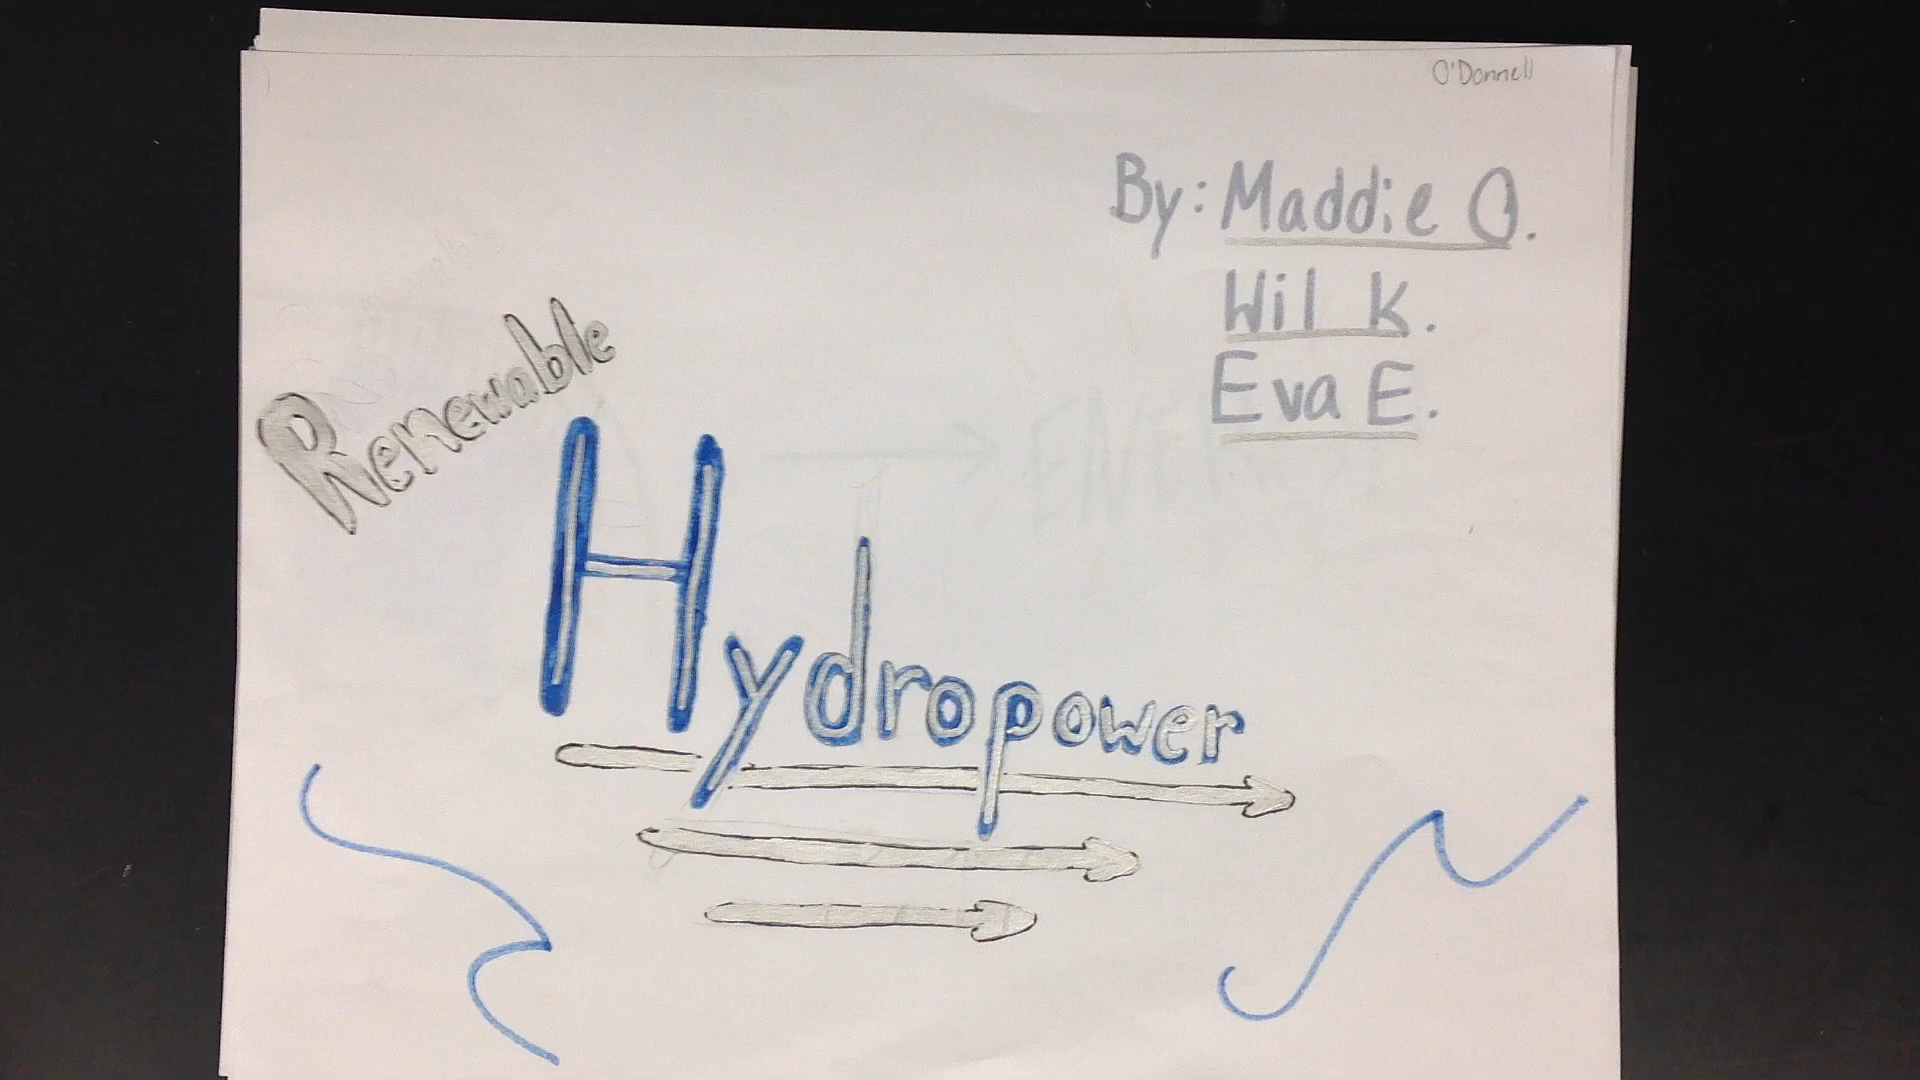 O'Donnell
By: Maddie O.
Wil K.
Eva E.
Renewable
Hydropower